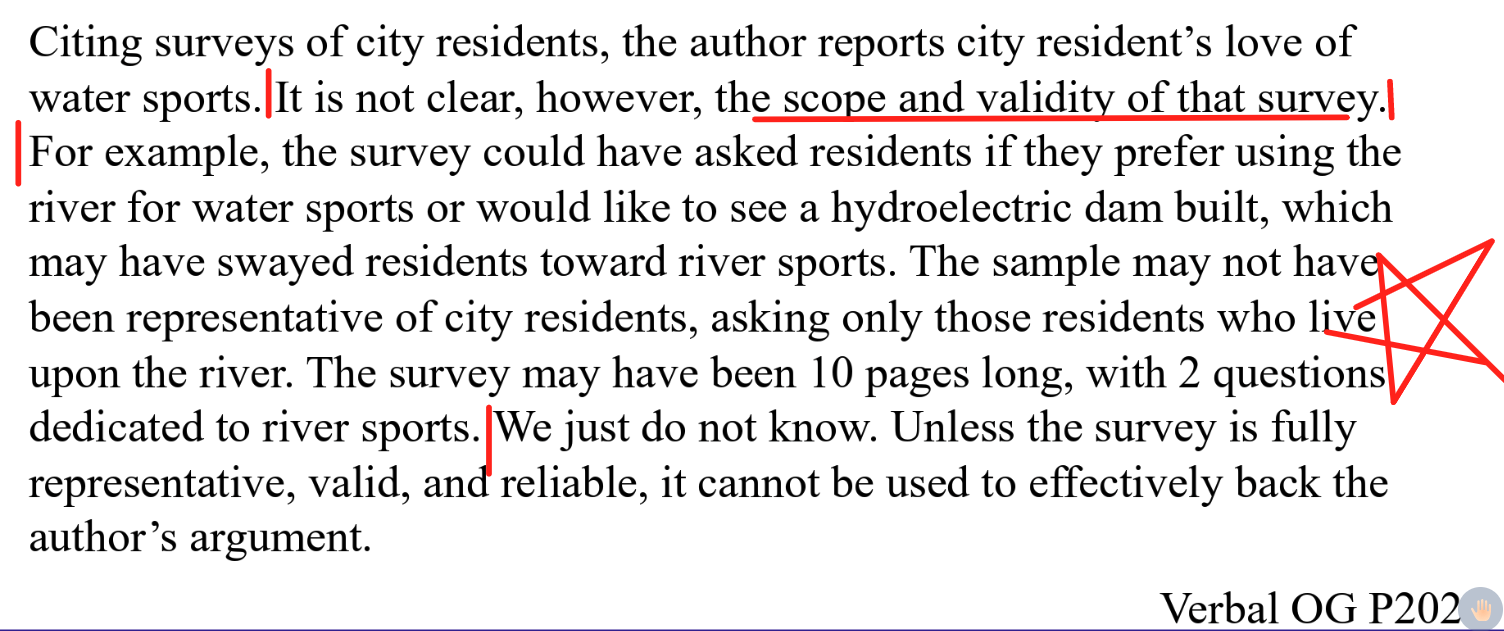 Citing surveys of city residents, the author reports city resident’s love of
water sports. It is not clear, however, the scope and validity of that survey.
For example, the survey could have asked residents if they prefer using the
river for water sports or would like to see a hydroelectric dam built, which
may have swayed residents toward river sports. The sample may not have
been representative of city residents, asking only those residents who live
upon the river. The survey may have been 10 pages long, with 2 questions
dedicated to river sports. We just do not know. Unless the survey is fully
representative, valid, and reliable, it cannot be used to effectively back the
author’s argument.
Verbal OG P202